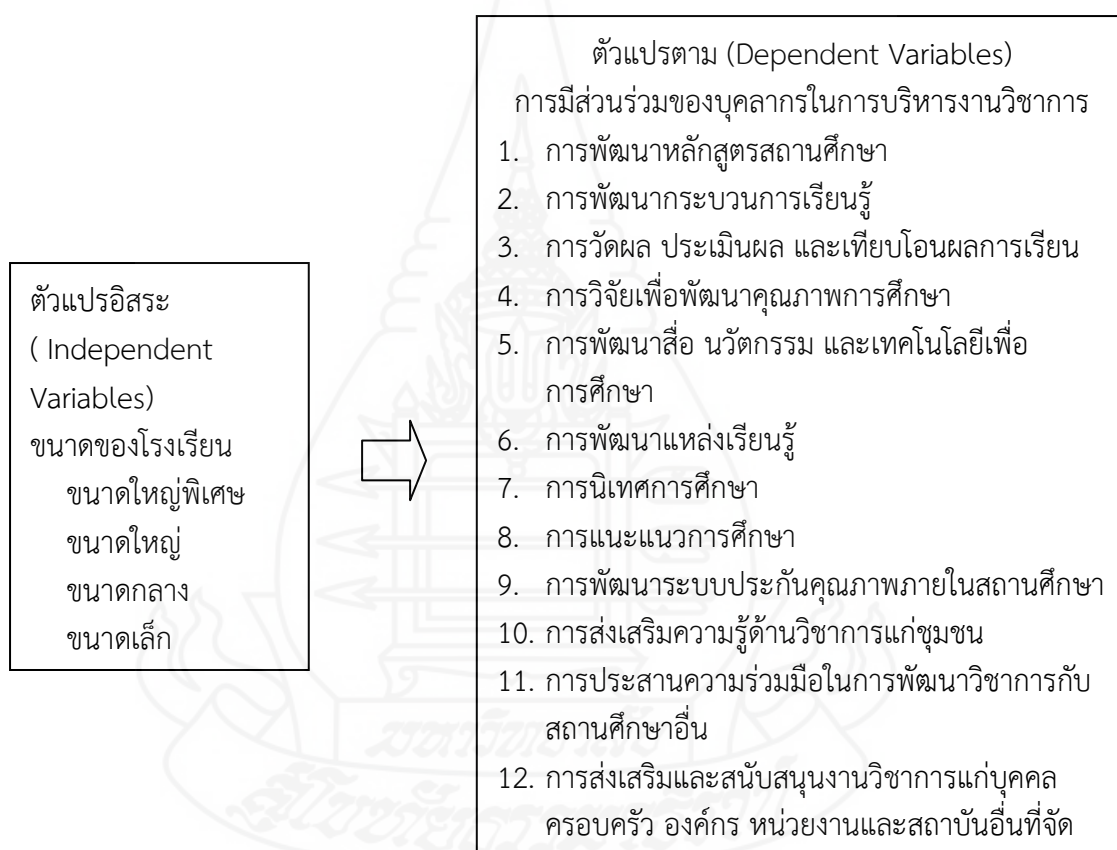 ตัวแปรอิสระ
( Independent
Variables)
ขนาดของโรงเรียน
ขนาดใหญ่พิเศษ
ขนาดใหญ่
ขนาดกลาง
ขนาดเล็ก
ตัวแปรตาม (Dependent Variables)
การมีส่วนร่วมของบุคลากรในการบริหารงานวิชาการ
1. การพัฒนาหลักสูตรสถานศึกษา
2. การพัฒนากระบวนการเรียนรู้
3. การวัดผล ประเมินผล และเทียบโอนผลการเรียน
4. การวิจัยเพื่อพัฒนาคุณภาพการศึกษา
5. การพัฒนาสื่อ นวัตกรรม และเทคโนโลยีเพื่อ
การศึกษา
6. การพัฒนาแหล่งเรียนรู้
7. การนิเทศการศึกษา
8. การแนะแนวการศึกษา
9. การพัฒนาระบบประกันคุณภาพภายในสถานศึกษา
10. การส่งเสริมความรู้ด้านวิชาการแก่ชุมชน
11. การประสานความร่วมมือในการพัฒนาวิชาการกับ
สถานศึกษาอื่น
12. การส่งเสริมและสนับสนุนงานวิชาการแก่บุคคล
ครอบครัว องค์กร หน่วยงานและสถาบันอื่นที่จัด